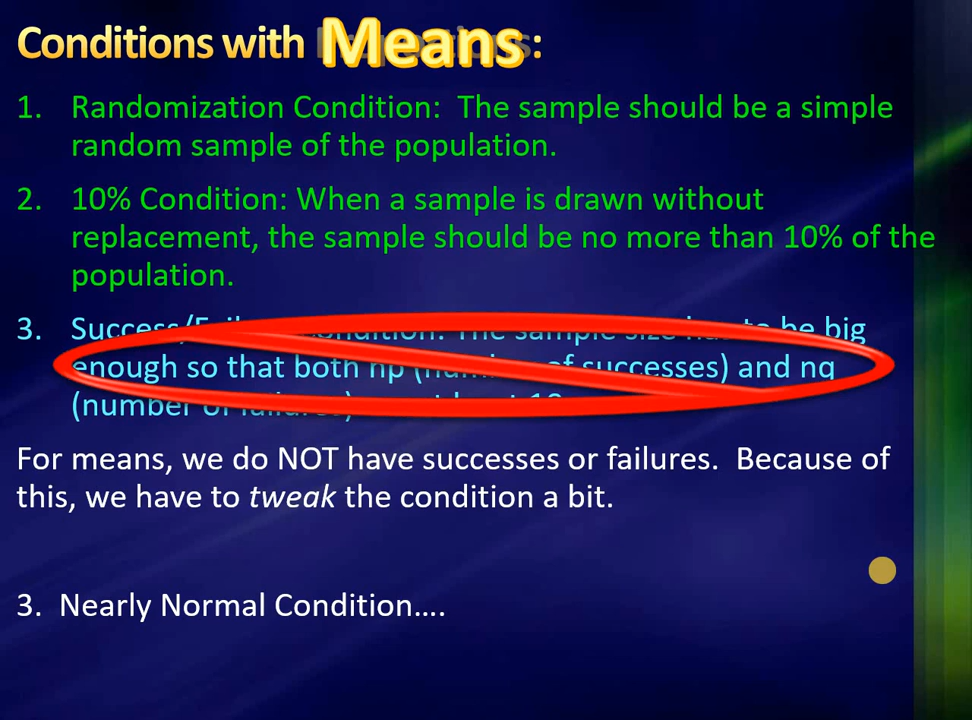 Conditions with Means:
1. Randomization Condition: The sample should be a simple
random sample of the population.
2. 10% Condition: When a sample is drawn without
replacement, the sample should be no more than 10% of the
population.
3. Success/Failure Condition: The sample size has to be big
enough so that both np (number of successes) and nq
(number of failures) at least 10
For means, we do NOT have successes or failures. Because of
this, we have to tweak the condition a bit.
3. Nearly Normal Condition....